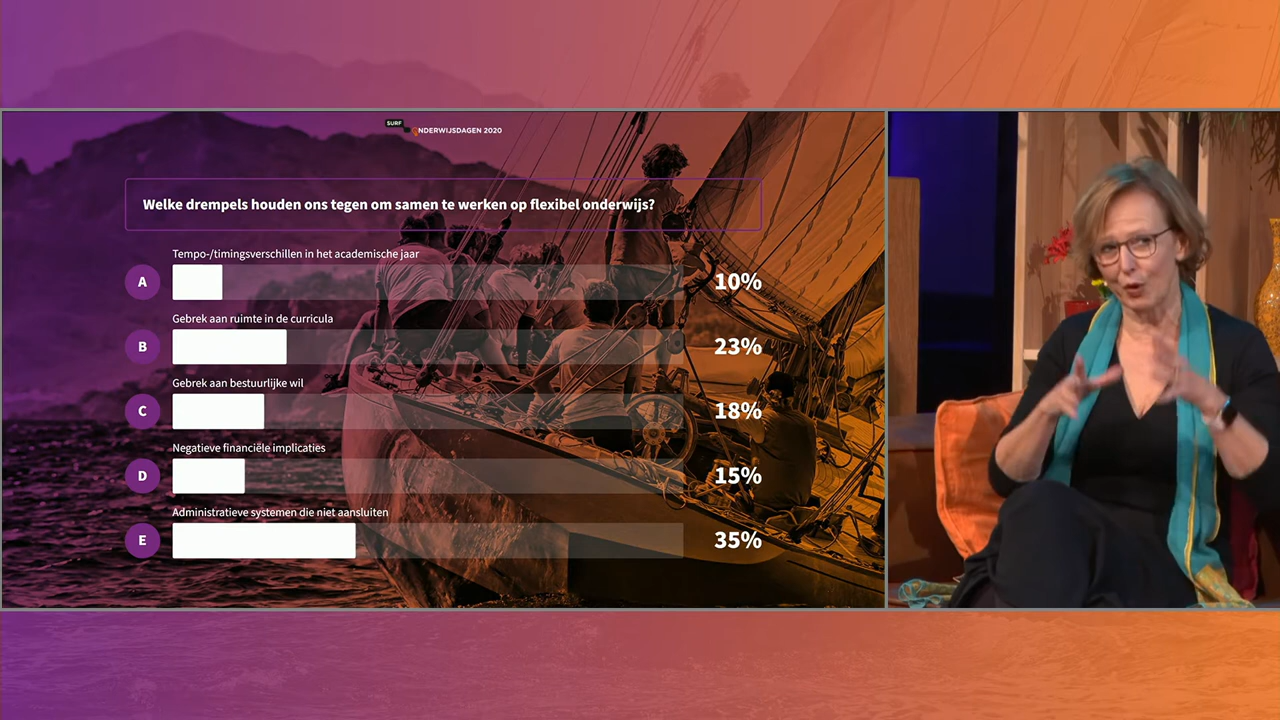 SURF
ONDERWIJSDAGEN 2020
Welke drempels houden ons tegen om samen te werken op flexibel onderwijs?
Tempo-/timingsverschillen in het academische jaar
A 10%
Gebrek aan ruimte in de curricula
B 23%
Gebrek aan bestuurlijke wil
C 18%
Negatieve financiële implicaties
D 15%
Administratieve systemen die niet aansluiten
E 35%